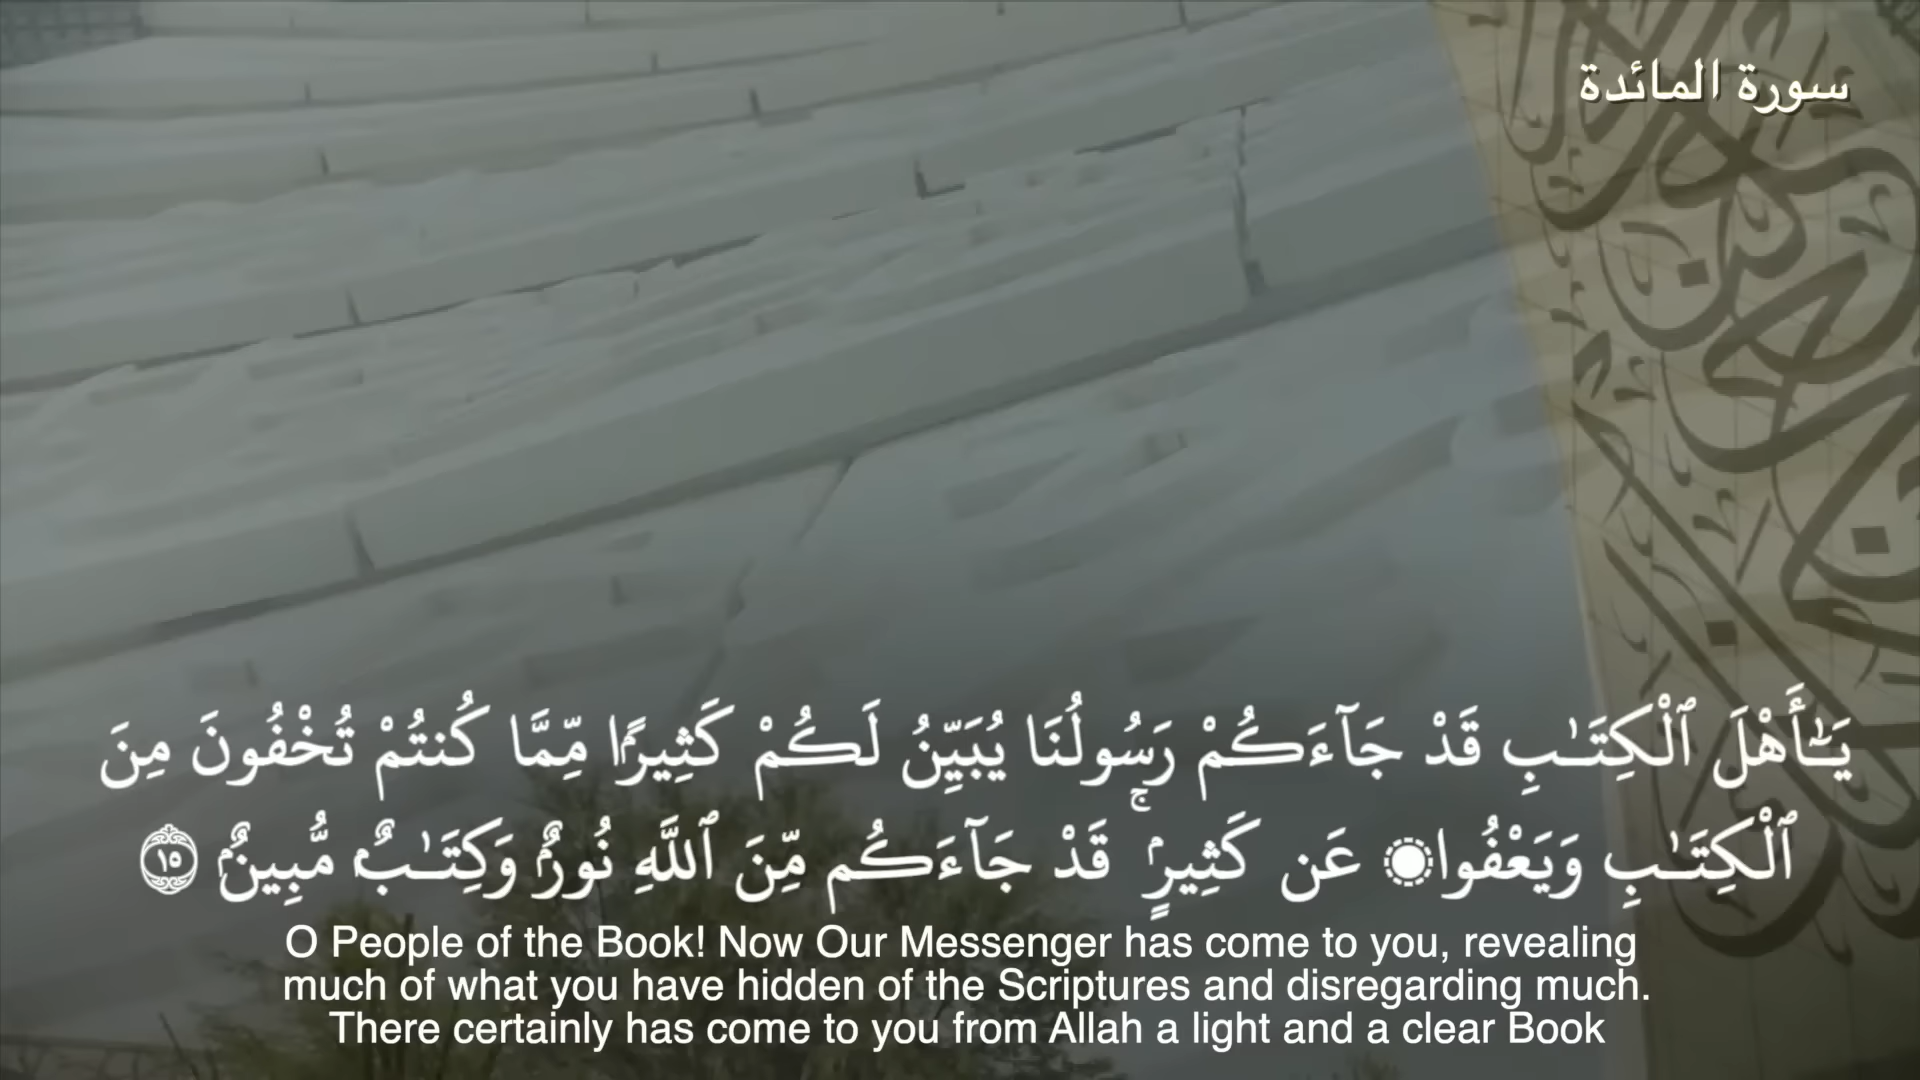 سورة المائدة
يَـٰٓأَهْلَ ٱلْكِتَـٰبِ قَدْ جَآءَكُمْ رَسُولُنَا يُبَيِّنُ لَكُمْ كَثِيرًۭا مِّمَّا كُنتُمْ تُخْفُونَ مِنَ
ٱلْكِتَـٰبِ وَيَعْفُوا۟ عَن كَثِيرٍۢ ۚ قَدْ جَآءَكُم مِّنَ ٱللَّهِ نُورٌۭ وَكِتَـٰبٌۭ مُّبِينٌۭ ١٥
O People of the Book! Now Our Messenger has come to you, revealing
much of what you have hidden of the Scriptures and disregarding much.
There certainly has come to you from Allah a light and a clear Book